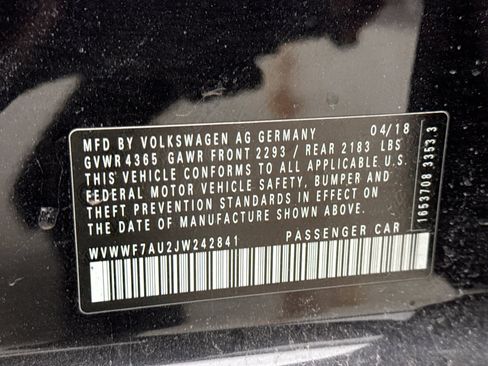 MFD BY VOLKSWAGEN AG GERMANY 04/18
GVWR 4365 GAWR FRONT 2293 / REAR 2183 LBS
THIS VEHICLE CONFORMS TO ALL APPLICABLE U.S.
FEDERAL MOTOR VEHICLE SAFETY, BUMPER AND
THEFT PREVENTION STANDARDS IN EFFECT ON
THE DATE OF MANUFACTURE SHOWN ABOVE.
WVWWF7AU2JW242841 PASSENGER CAR
1693708 3353.3